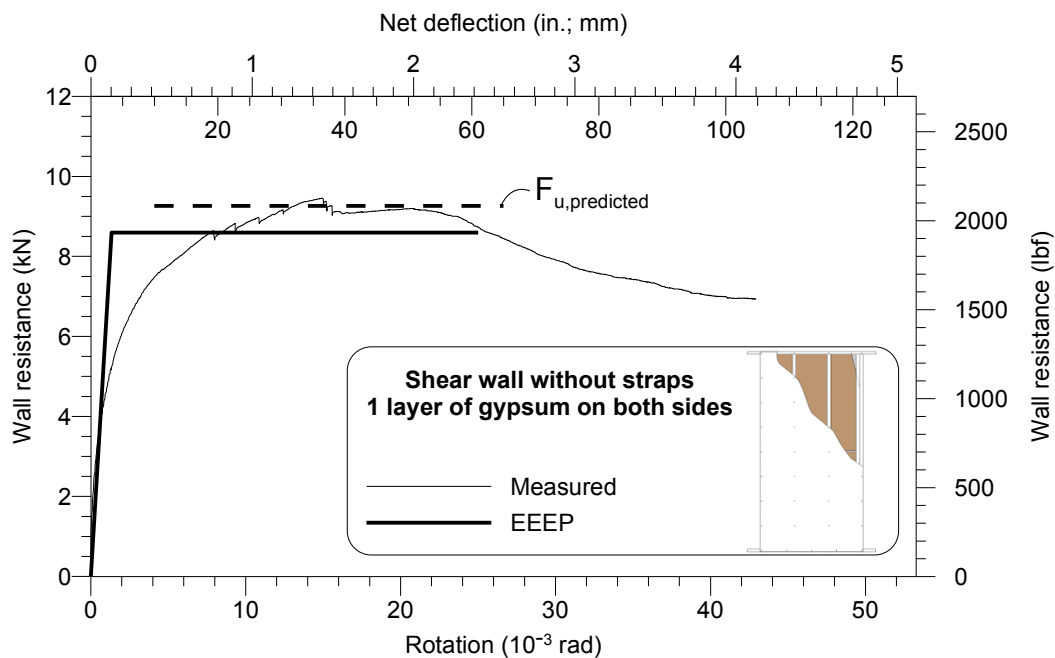 Net deflection (in.; mm)
0 1 2 3 4 5
20 40 60 80 100 120
12
10
8
6
4
2
0
Wall resistance (kN)
2500
2000
1500
1000
500
0
Wall resistance (lbf)
F u,predicted
Shear wall without straps
1 layer of gypsum on both sides
Measured
EEEP
0 10 20 30 40 50
Rotation (10⁻³ rad)